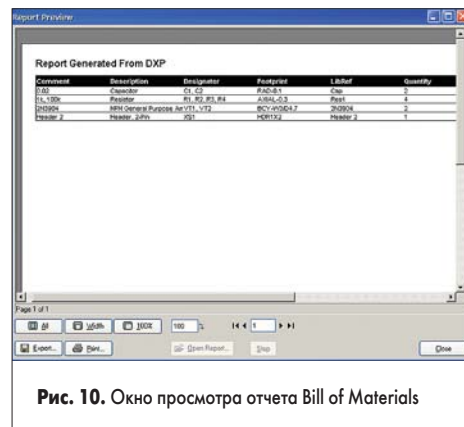 Report Preview
Report Generated From DXP
Comment Description Designator Footprint LibRef Quantity
0.02 Capacitor C1, C2 RAD-0.1 Cap 2
1k, 100k Resistor R1, R2, R3, R4 AXIAL-0.3 Res1 4
2N3904 NPN General Purpose Am VT1, VT2 BCY-W3/D4.7 2N3904 2
Header 2 Header, 2-Pin XS1 HDR1X2 Header 2 1
Page 1 of 1
All Width 100% 100 % 1
Export... Print... Open Report... Stop Close
Рис. 10. Окно просмотра отчета Bill of Materials